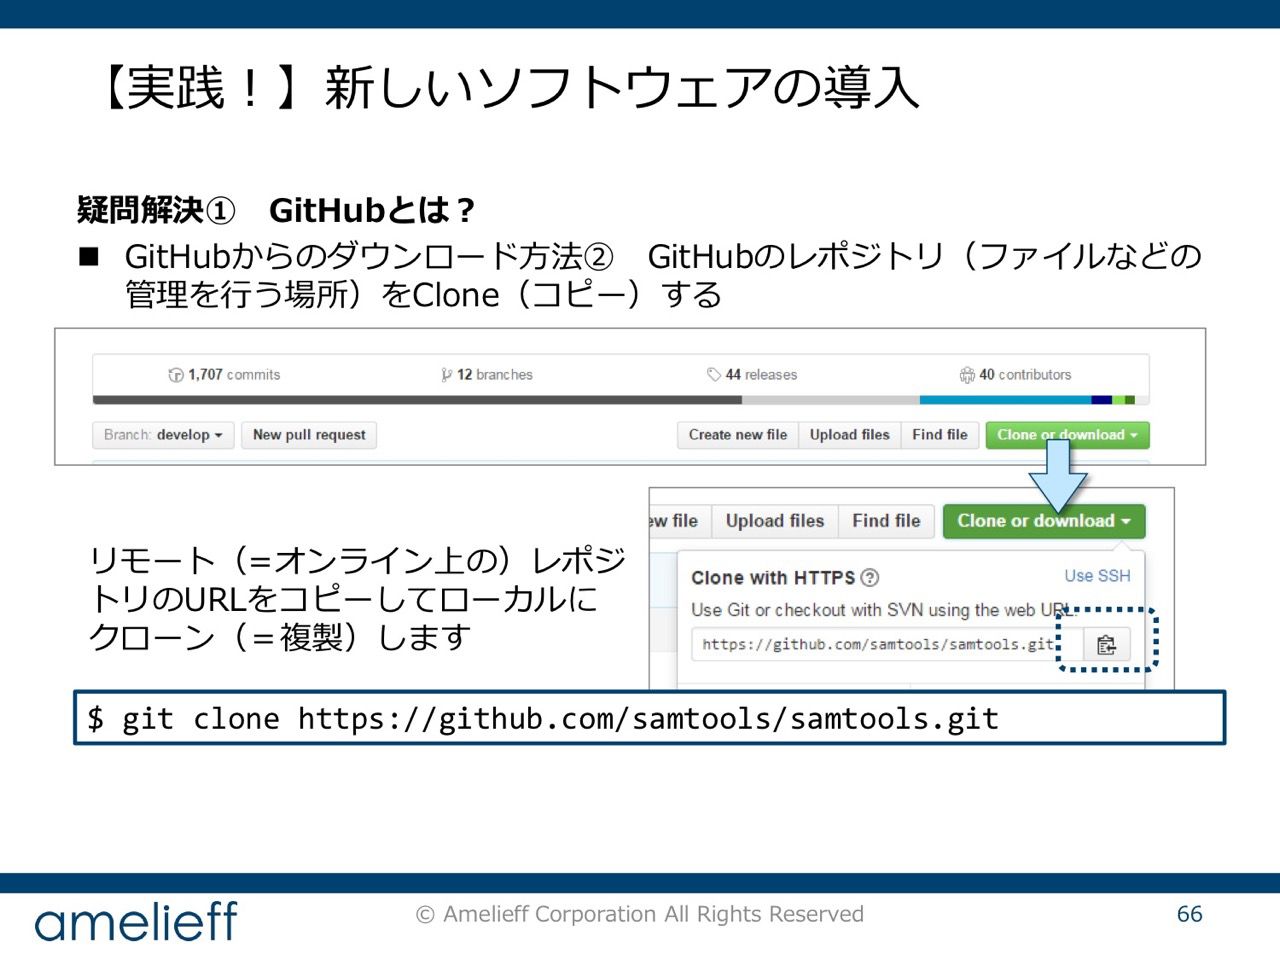 【実践！】新しいソフトウェアの導入
疑問解決①　GitHubとは？
■ GitHubからのダウンロード方法②　GitHubのレポジトリ（ファイルなどの
管理を行う場所）をClone（コピー）する
1,707 commits 12 branches 44 releases 40 contributors
Branch: develop New pull request Create new file Upload files Find file Clone or download
ew file Upload files Find file Clone or download
Clone with HTTPS ? Use SSH
Use Git or checkout with SVN using the web URL.
https://github.com/samtools/samtools.git
リモート（＝オンライン上の）レポジ
トリのURLをコピーしてローカルに
クローン（＝複製）します
$ git clone https://github.com/samtools/samtools.git
amelieff
© Amelieff Corporation All Rights Reserved
66